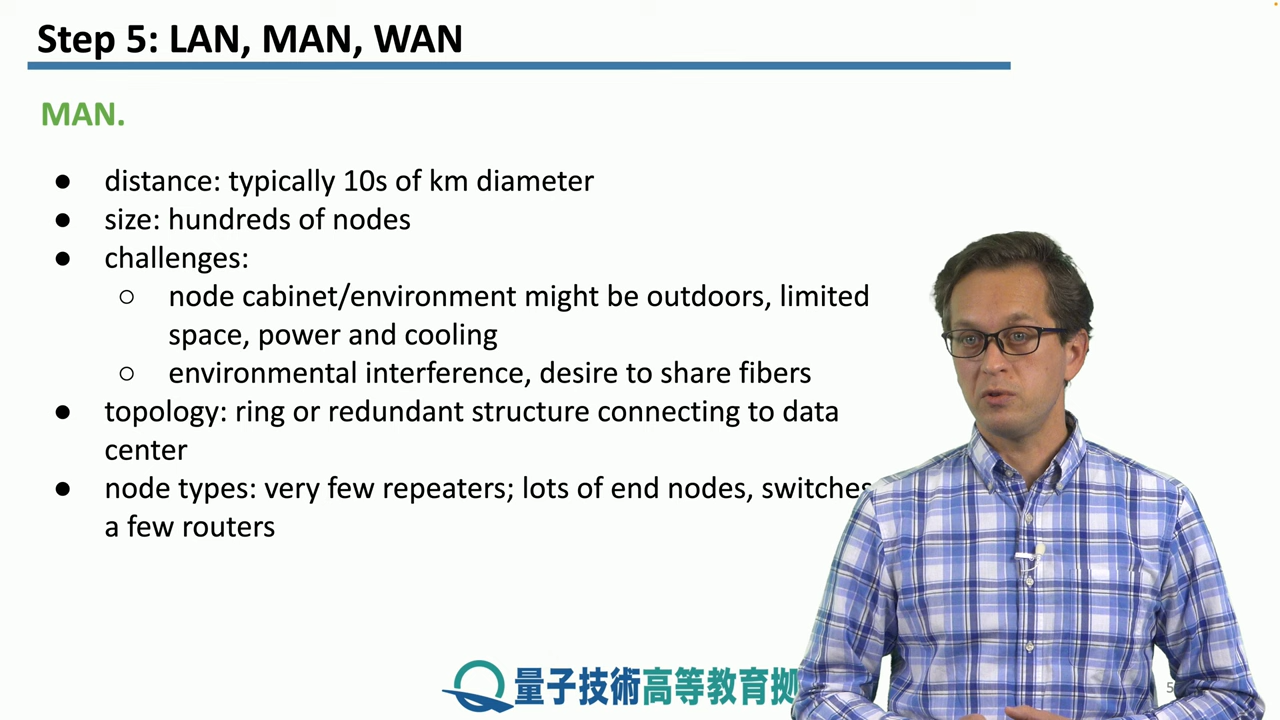 Step 5: LAN, MAN, WAN
MAN.
● distance: typically 10s of km diameter
● size: hundreds of nodes
● challenges:
○ node cabinet/environment might be outdoors, limited
space, power and cooling
○ environmental interference, desire to share fibers
● topology: ring or redundant structure connecting to data
center
● node types: very few repeaters; lots of end nodes, switches
a few routers
量子技術高等教育拠
5